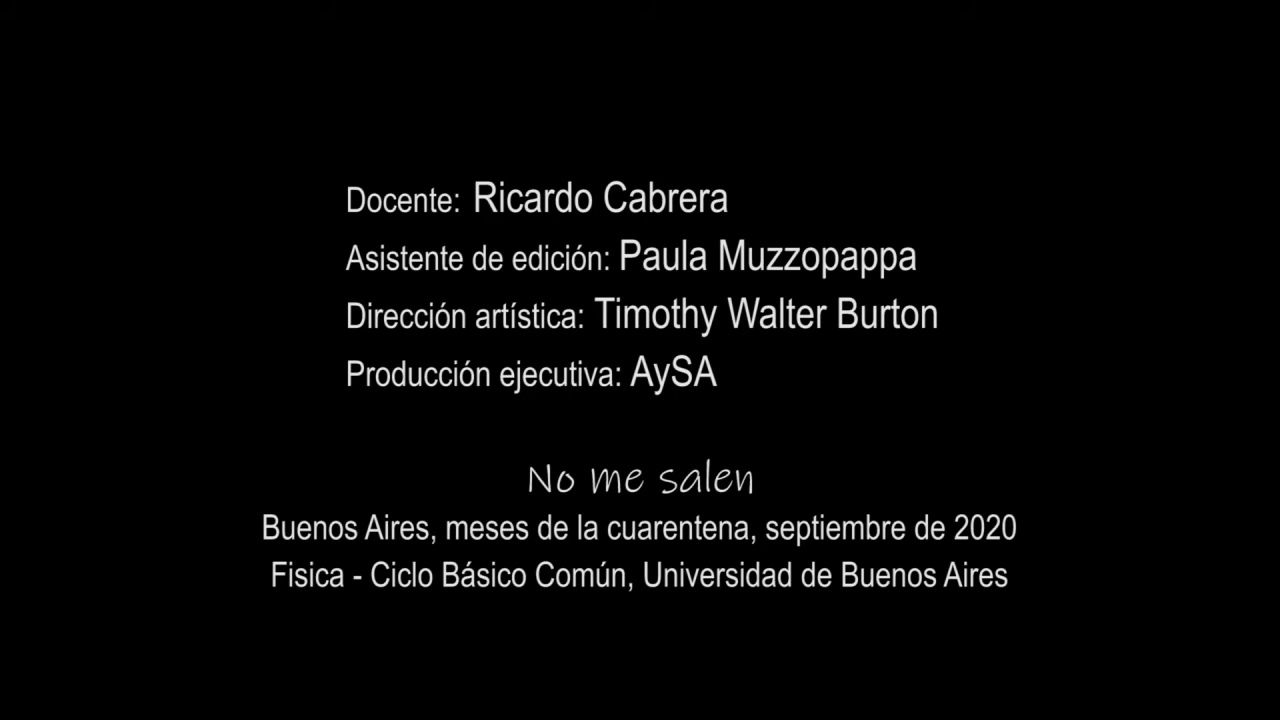 Docente: Ricardo Cabrera
Asistente de edición: Paula Muzzopappa
Dirección artística: Timothy Walter Burton
Producción ejecutiva: AySA
No me salen
Buenos Aires, meses de la cuarentena, septiembre de 2020
Fisica - Ciclo Básico Común, Universidad de Buenos Aires